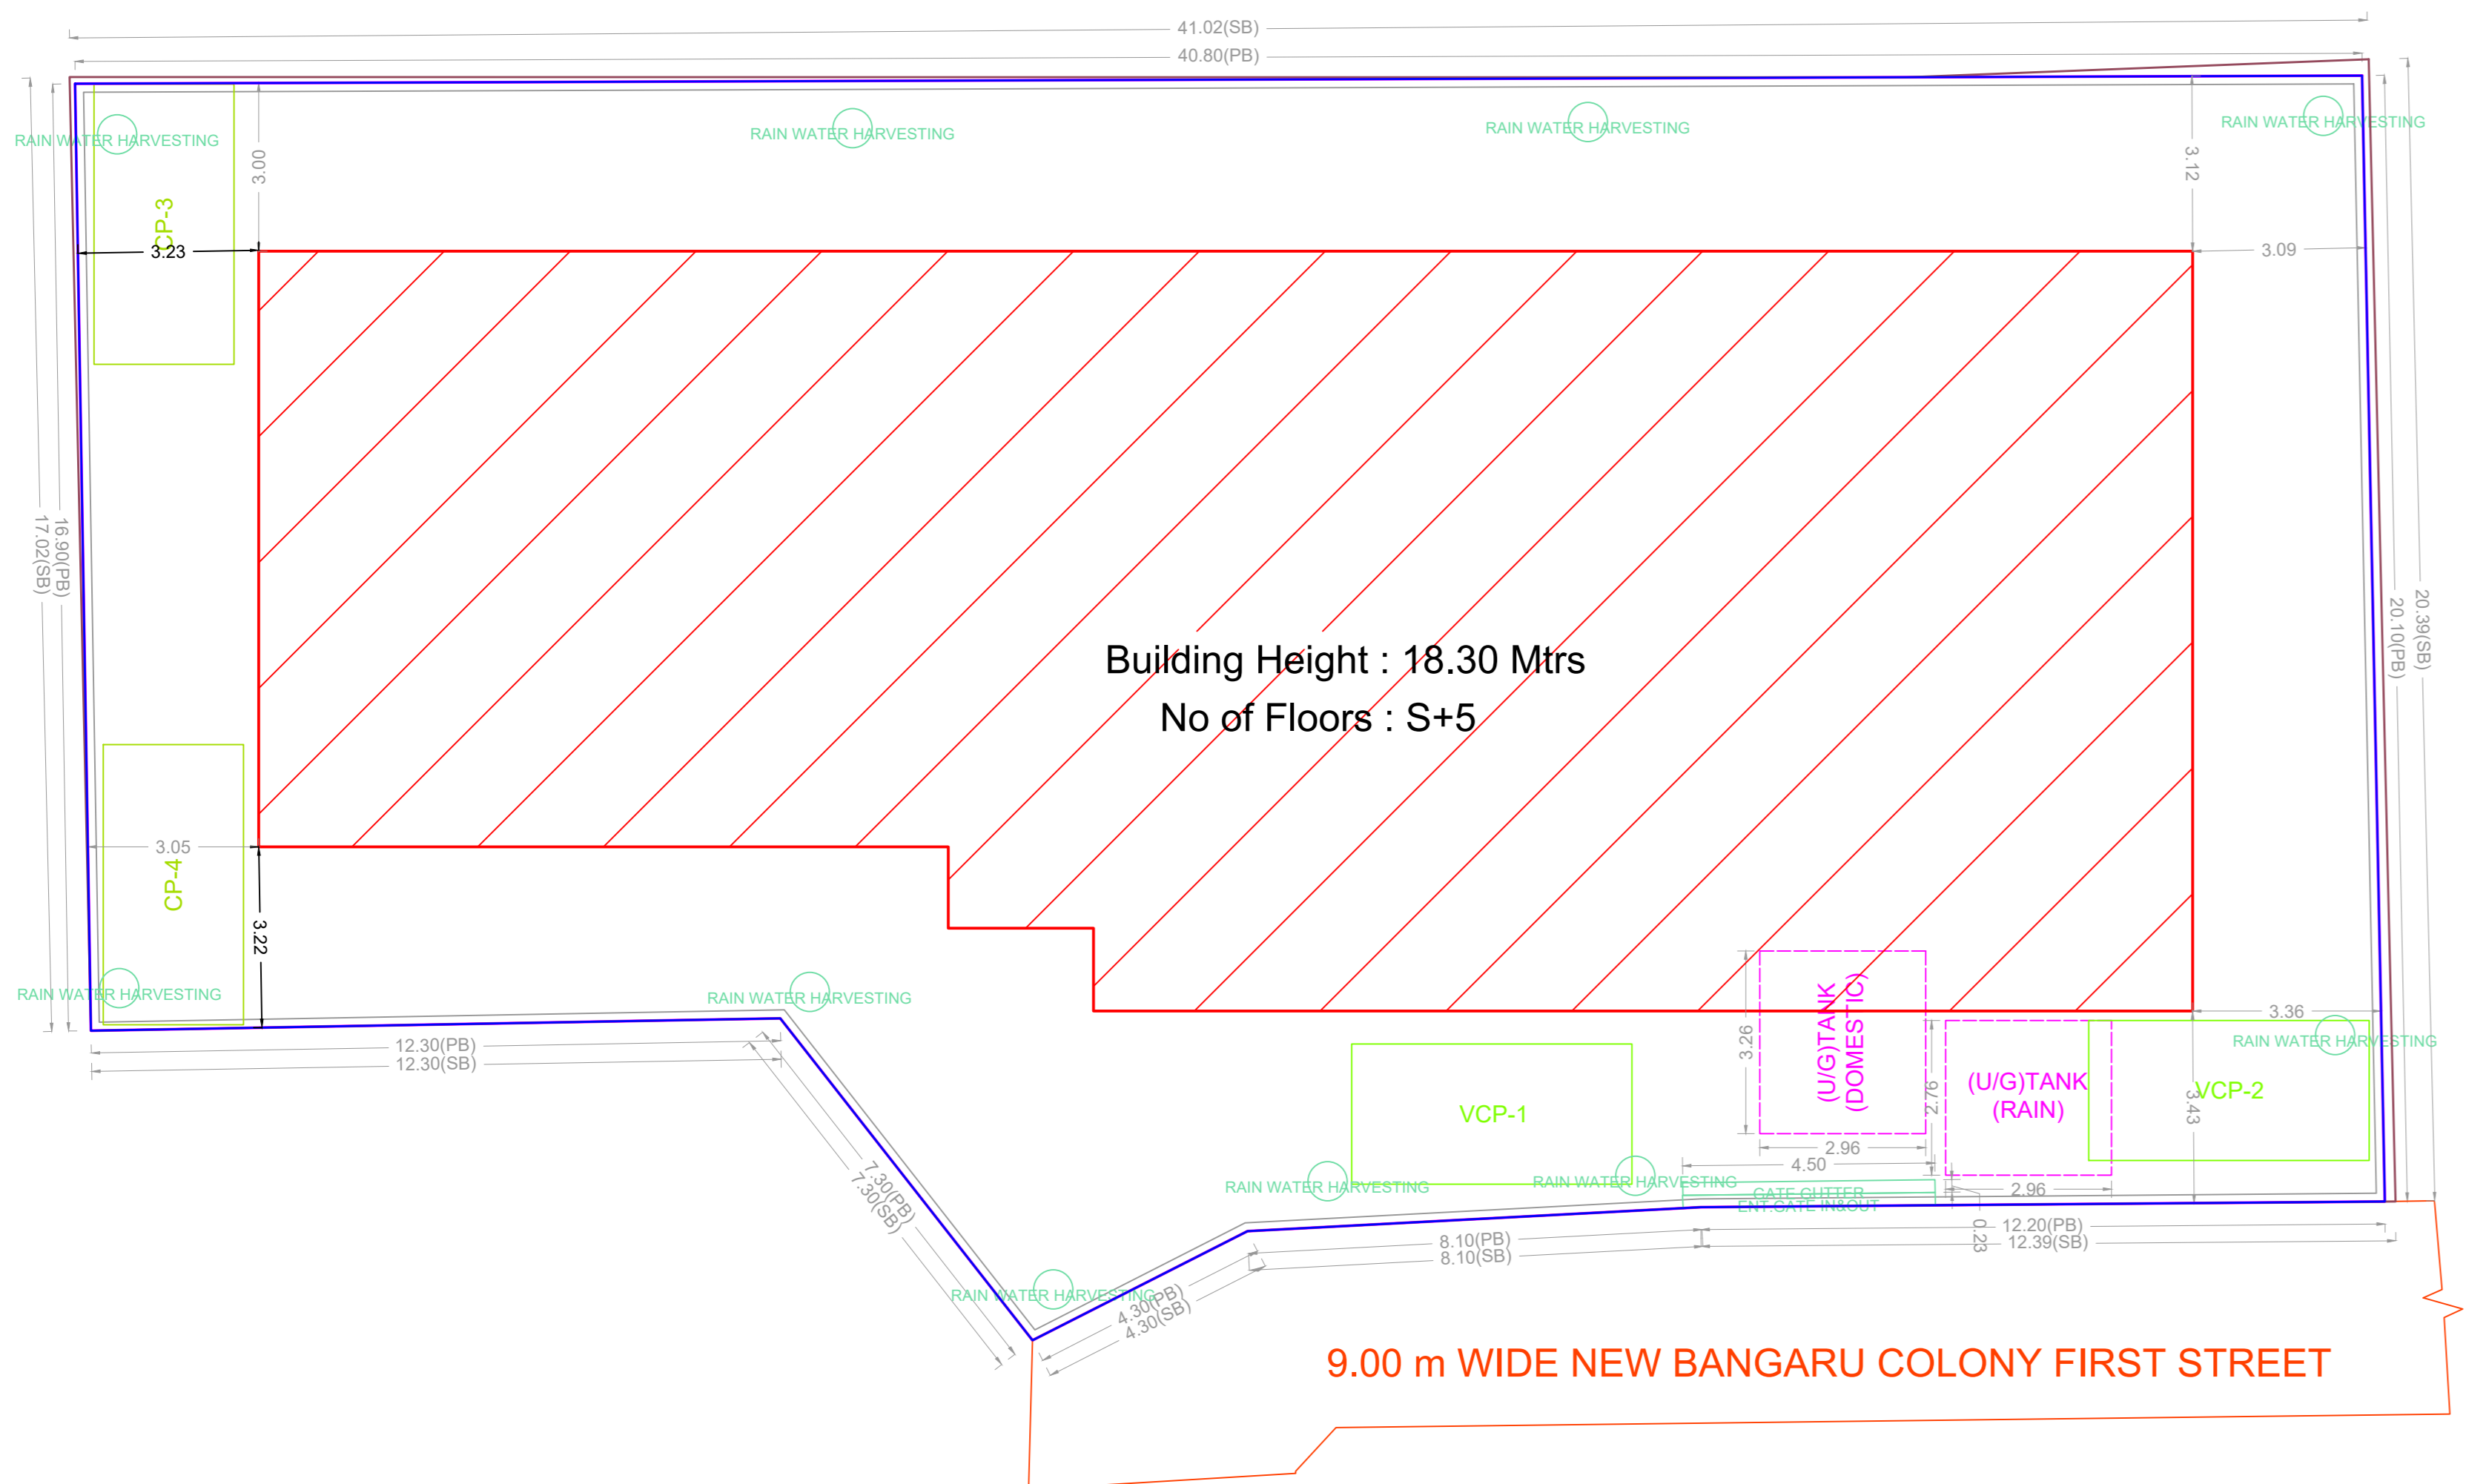 41.02(SB)
40.80(PB)
RAIN WATER HARVESTING
RAIN WATER HARVESTING
RAIN WATER HARVESTING
RAIN WATER HARVESTING
3.00
3.12
CP-3
3.23
3.09
17.02(SB)
16.90(PB)
20.39(SB)
20.10(PB)
Building Height : 18.30 Mtrs
No of Floors : S+5
3.05
CP-4
3.22
RAIN WATER HARVESTING
RAIN WATER HARVESTING
12.30(PB)
12.30(SB)
7.30(PB)
7.30(SB)
3.26
(U/G)TANK
(DOMESTIC)
2.96
3.36
RAIN WATER HARVESTING
2.76
(U/G)TANK
(RAIN)
VCP-2
3.43
VCP-1
4.50
RAIN WATER HARVESTING
RAIN WATER HARVESTING
2.96
GATE GUTTER
ENT.GATE IN&OUT
0.23
12.20(PB)
12.39(SB)
8.10(PB)
8.10(SB)
RAIN WATER HARVESTING
4.30(PB)
4.30(SB)
9.00 m WIDE NEW BANGARU COLONY FIRST STREET